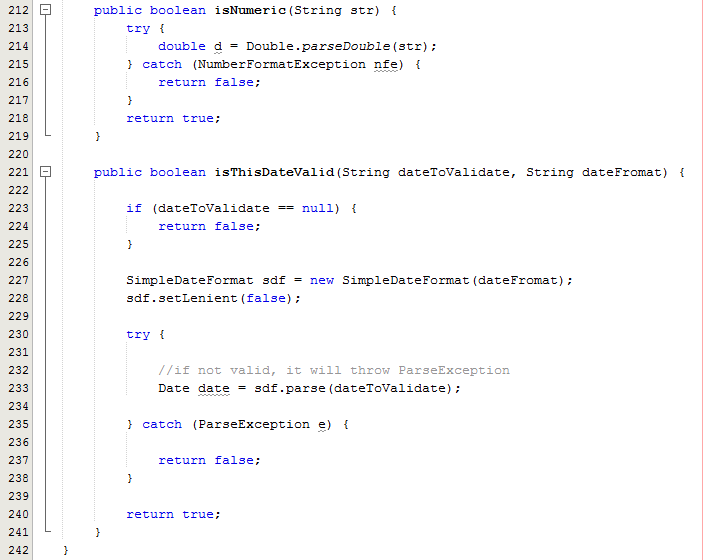 212 public boolean isNumeric(String str) {
213 try {
214 double d = Double.parseDouble(str);
215 } catch (NumberFormatException nfe) {
216 return false;
217 }
218 return true;
219 }
220
221 public boolean isThisDateValid(String dateToValidate, String dateFromat) {
222
223 if (dateToValidate == null) {
224 return false;
225 }
226
227 SimpleDateFormat sdf = new SimpleDateFormat(dateFromat);
228 sdf.setLenient(false);
229
230 try {
231
232 //if not valid, it will throw ParseException
233 Date date = sdf.parse(dateToValidate);
234
235 } catch (ParseException e) {
236
237 return false;
238 }
239
240 return true;
241 }
242 }